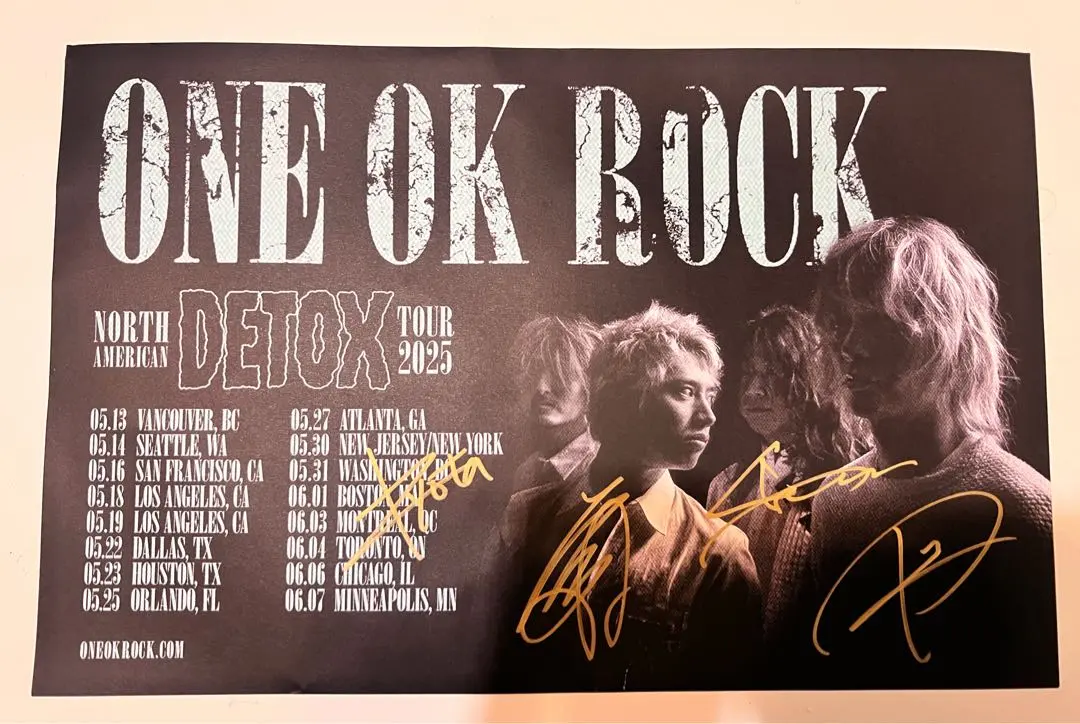 ONE OK ROCK
NORTH AMERICAN DETOX TOUR 2025
05.13 VANCOUVER, BC
05.14 SEATTLE, WA
05.16 SAN FRANCISCO, CA
05.18 LOS ANGELES, CA
05.19 LOS ANGELES, CA
05.22 DALLAS, TX
05.23 HOUSTON, TX
05.25 ORLANDO, FL
05.27 ATLANTA, GA
05.30 NEW JERSEY/NEW YORK
05.31 WASHINGTON, DC
06.01 BOSTON, MA
06.03 MONTREAL, QC
06.04 TORONTO, ON
06.06 CHICAGO, IL
06.07 MINNEAPOLIS, MN
ONEOKROCK.COM